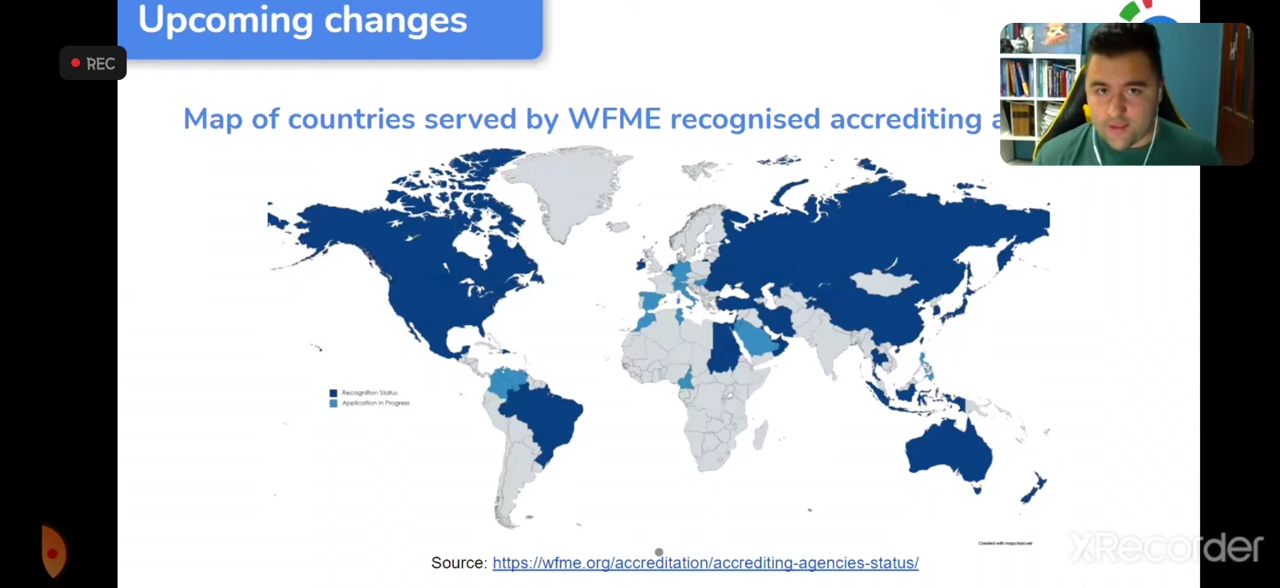 Upcoming changes
REC
Map of countries served by WFME recognised accrediting a
Recognition Status
Application in Progress
Created with mapchart.net
XRecorder
Source: https://wfme.org/accreditation/accrediting-agencies-status/